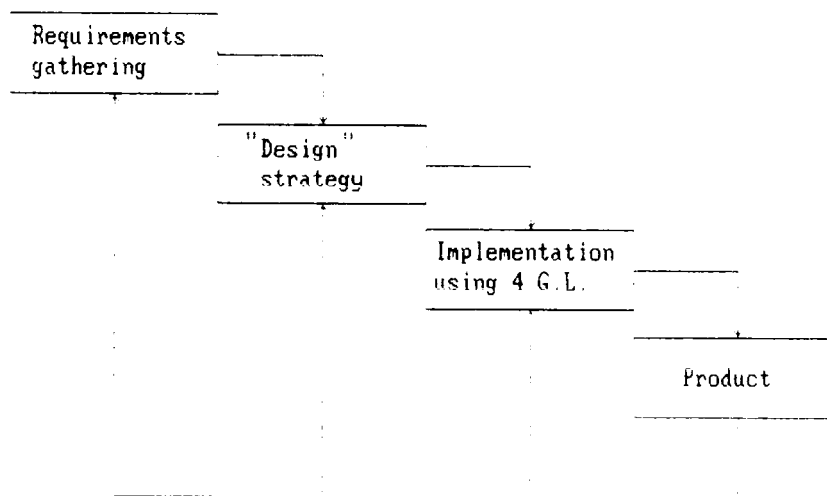 Requirements
gathering
"Design"
strategy
Implementation
using 4 G.L.
Product